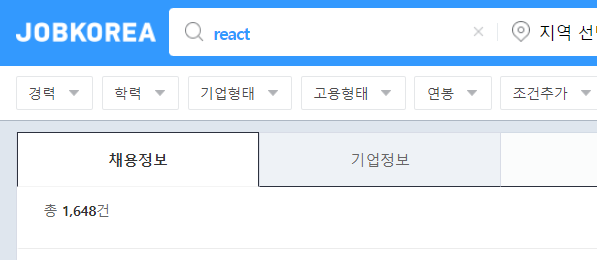 JOBKOREA react × 지역 선
경력 학력 기업형태 고용형태 연봉 조건추가
채용정보 기업정보
총 1,648건